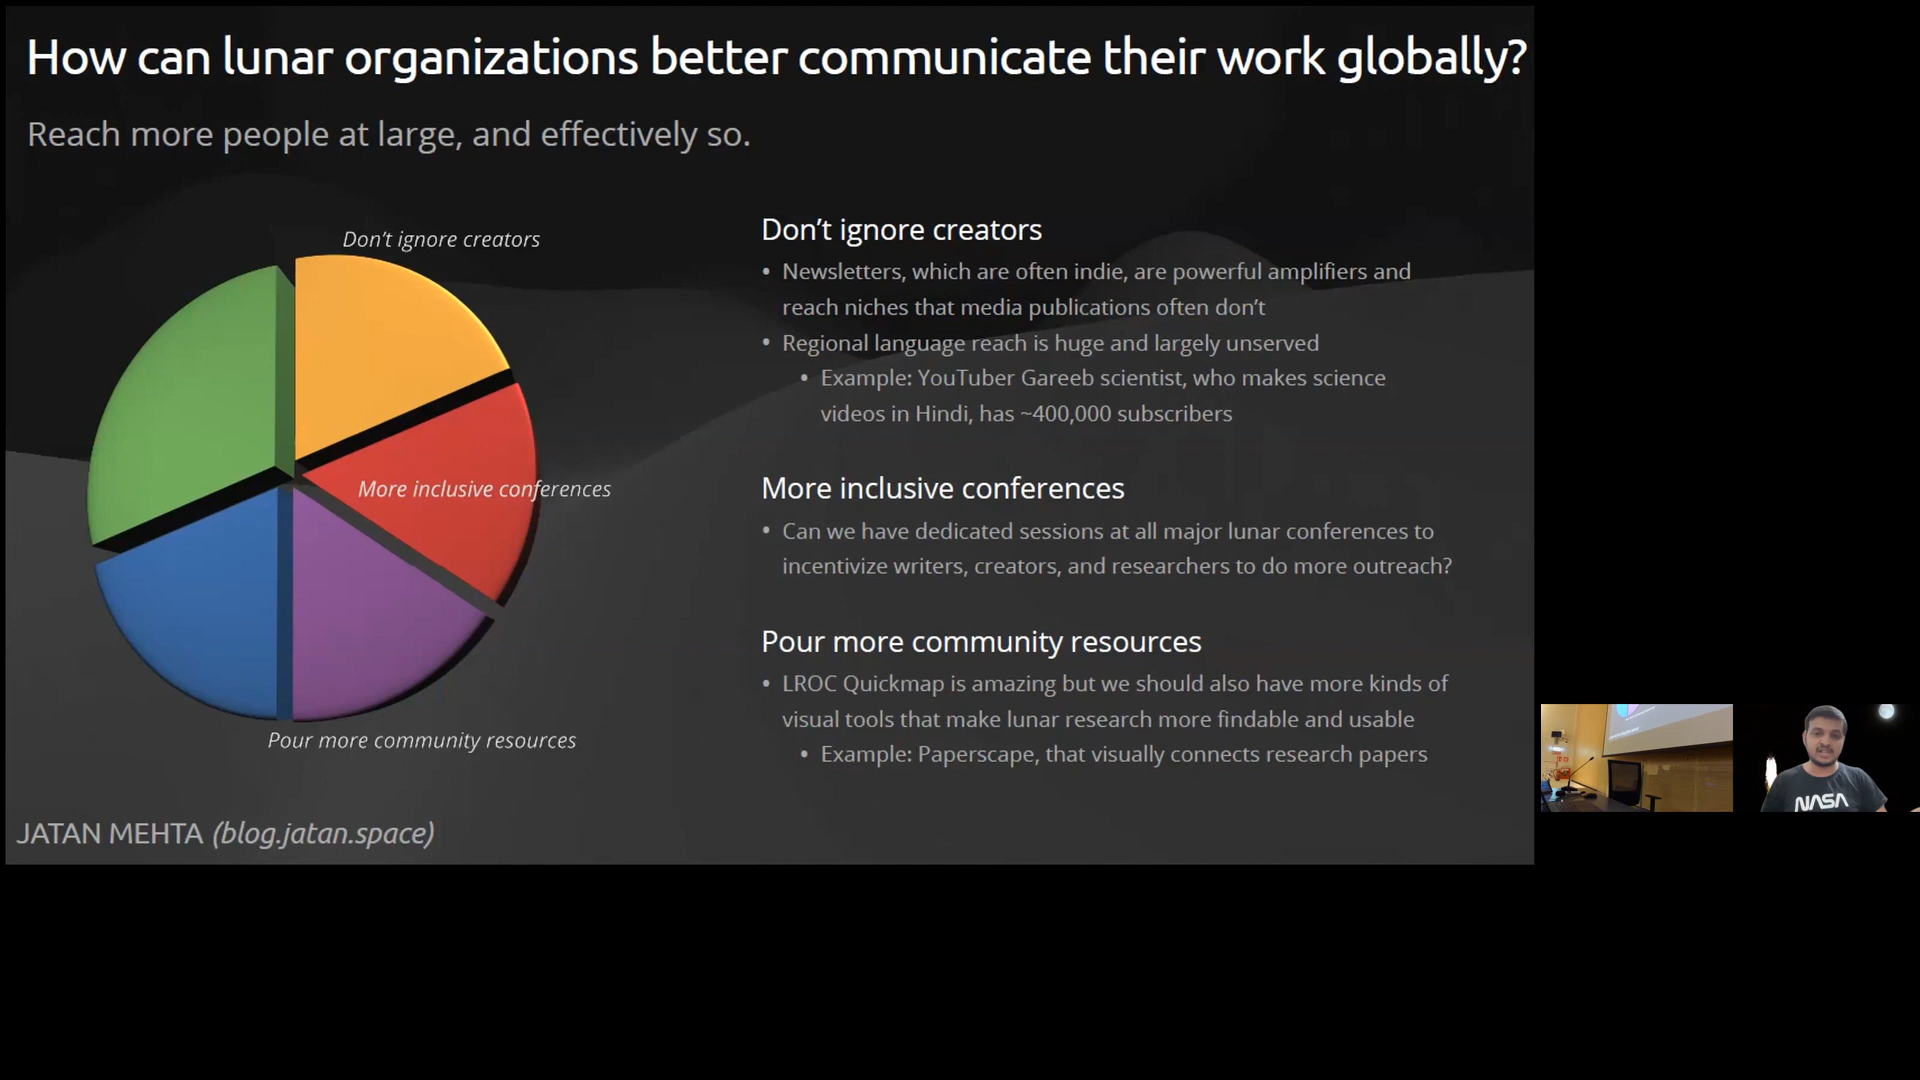 How can lunar organizations better communicate their work globally?
Reach more people at large, and effectively so.
Don’t ignore creators
More inclusive conferences
Pour more community resources
Don’t ignore creators
• Newsletters, which are often indie, are powerful amplifiers and
reach niches that media publications often don’t
• Regional language reach is huge and largely unserved
• Example: YouTuber Gareeb scientist, who makes science
videos in Hindi, has ~400,000 subscribers
More inclusive conferences
• Can we have dedicated sessions at all major lunar conferences to
incentivize writers, creators, and researchers to do more outreach?
Pour more community resources
• LROC Quickmap is amazing but we should also have more kinds of
visual tools that make lunar research more findable and usable
• Example: Paperscape, that visually connects research papers
JATAN MEHTA (blog.jatan.space)
NASA